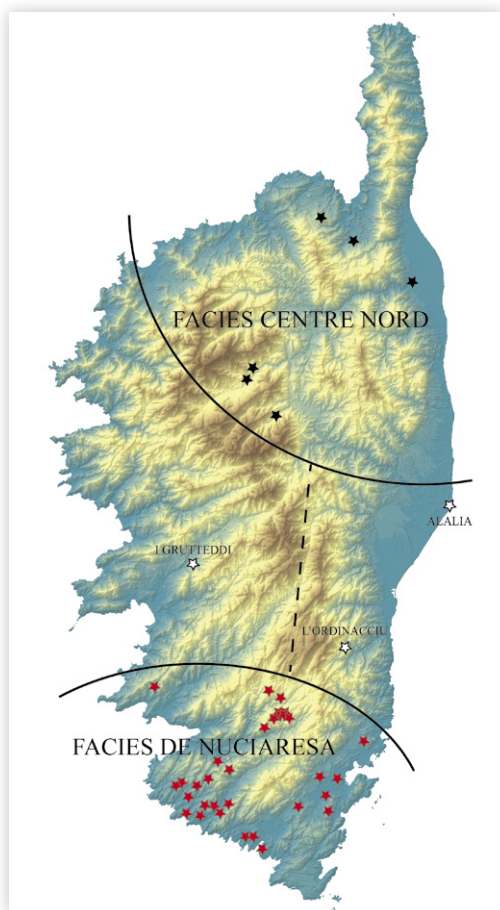 FACIES CENTRE NORD
ALALIA
I GRUTTEDDI
L'ORDINACCIU
FACIES DE NUCIARESA